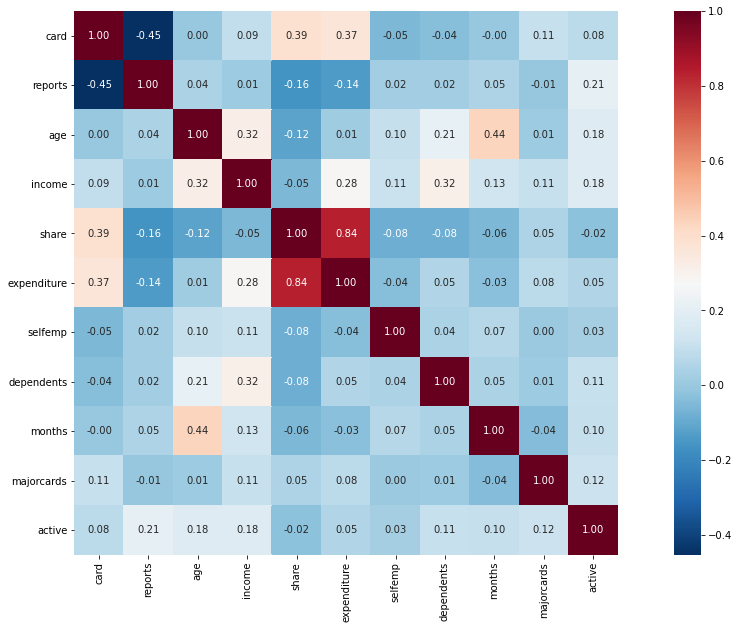 card 1.00 -0.45 0.00 0.09 0.39 0.37 -0.05 -0.04 -0.00 0.11 0.08
reports -0.45 1.00 0.04 0.01 -0.16 -0.14 0.02 0.02 0.05 -0.01 0.21
age 0.00 0.04 1.00 0.32 -0.12 0.01 0.10 0.21 0.44 0.01 0.18
income 0.09 0.01 0.32 1.00 -0.05 0.28 0.11 0.32 0.13 0.11 0.18
share 0.39 -0.16 -0.12 -0.05 1.00 0.84 -0.08 -0.08 -0.06 0.05 -0.02
expenditure 0.37 -0.14 0.01 0.28 0.84 1.00 -0.04 0.05 -0.03 0.08 0.05
selfemp -0.05 0.02 0.10 0.11 -0.08 -0.04 1.00 0.04 0.07 0.00 0.03
dependents -0.04 0.02 0.21 0.32 -0.08 0.05 0.04 1.00 0.05 0.01 0.11
months -0.00 0.05 0.44 0.13 -0.06 -0.03 0.07 0.05 1.00 -0.04 0.10
majorcards 0.11 -0.01 0.01 0.11 0.05 0.08 0.00 0.01 -0.04 1.00 0.12
active 0.08 0.21 0.18 0.18 -0.02 0.05 0.03 0.11 0.10 0.12 1.00
card reports age income share expenditure selfemp dependents months majorcards active
1.0
0.8
0.6
0.4
0.2
0.0
−0.2
−0.4